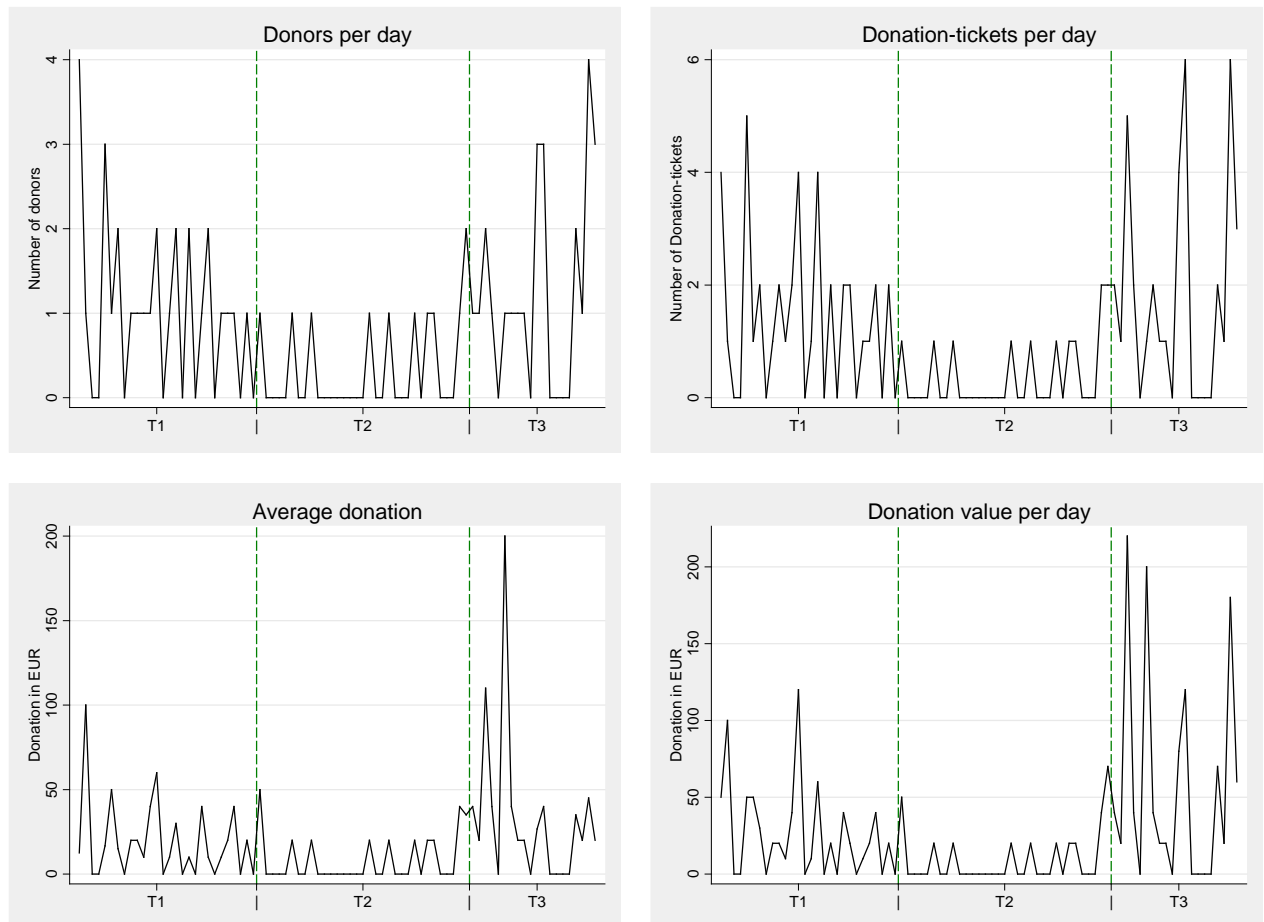 Donors per day
Number of donors
4
3
2
1
0
T1 | T2 | T3
Donation-tickets per day
Number of Donation-tickets
6
4
2
0
T1 | T2 | T3
Average donation
Donation in EUR
200
150
100
50
0
T1 | T2 | T3
Donation value per day
Donation in EUR
200
150
100
50
0
T1 | T2 | T3